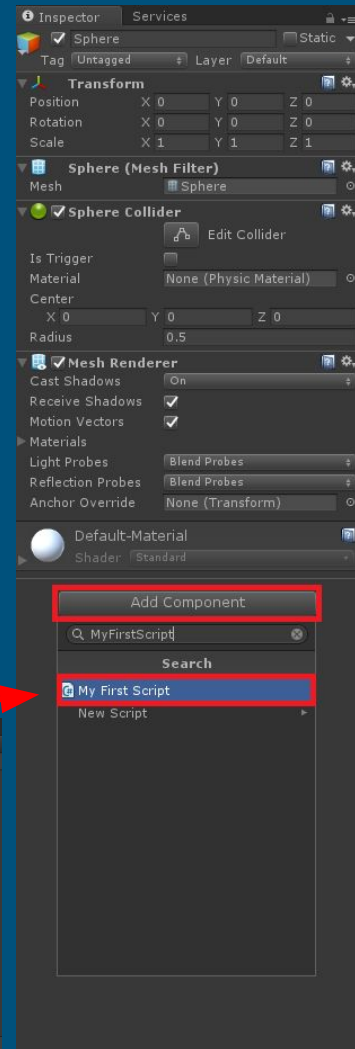 Inspector Services
Sphere Static
Tag Untagged Layer Default
Transform
Position X 0 Y 0 Z 0
Rotation X 0 Y 0 Z 0
Scale X 1 Y 1 Z 1
Sphere (Mesh Filter)
Mesh Sphere
Sphere Collider
Edit Collider
Is Trigger
Material None (Physic Material)
Center
X 0 Y 0 Z 0
Radius 0.5
Mesh Renderer
Cast Shadows On
Receive Shadows
Motion Vectors
Materials
Light Probes Blend Probes
Reflection Probes Blend Probes
Anchor Override None (Transform)
Default-Material
Shader Standard
Add Component
MyFirstScript
Search
My First Script
New Script